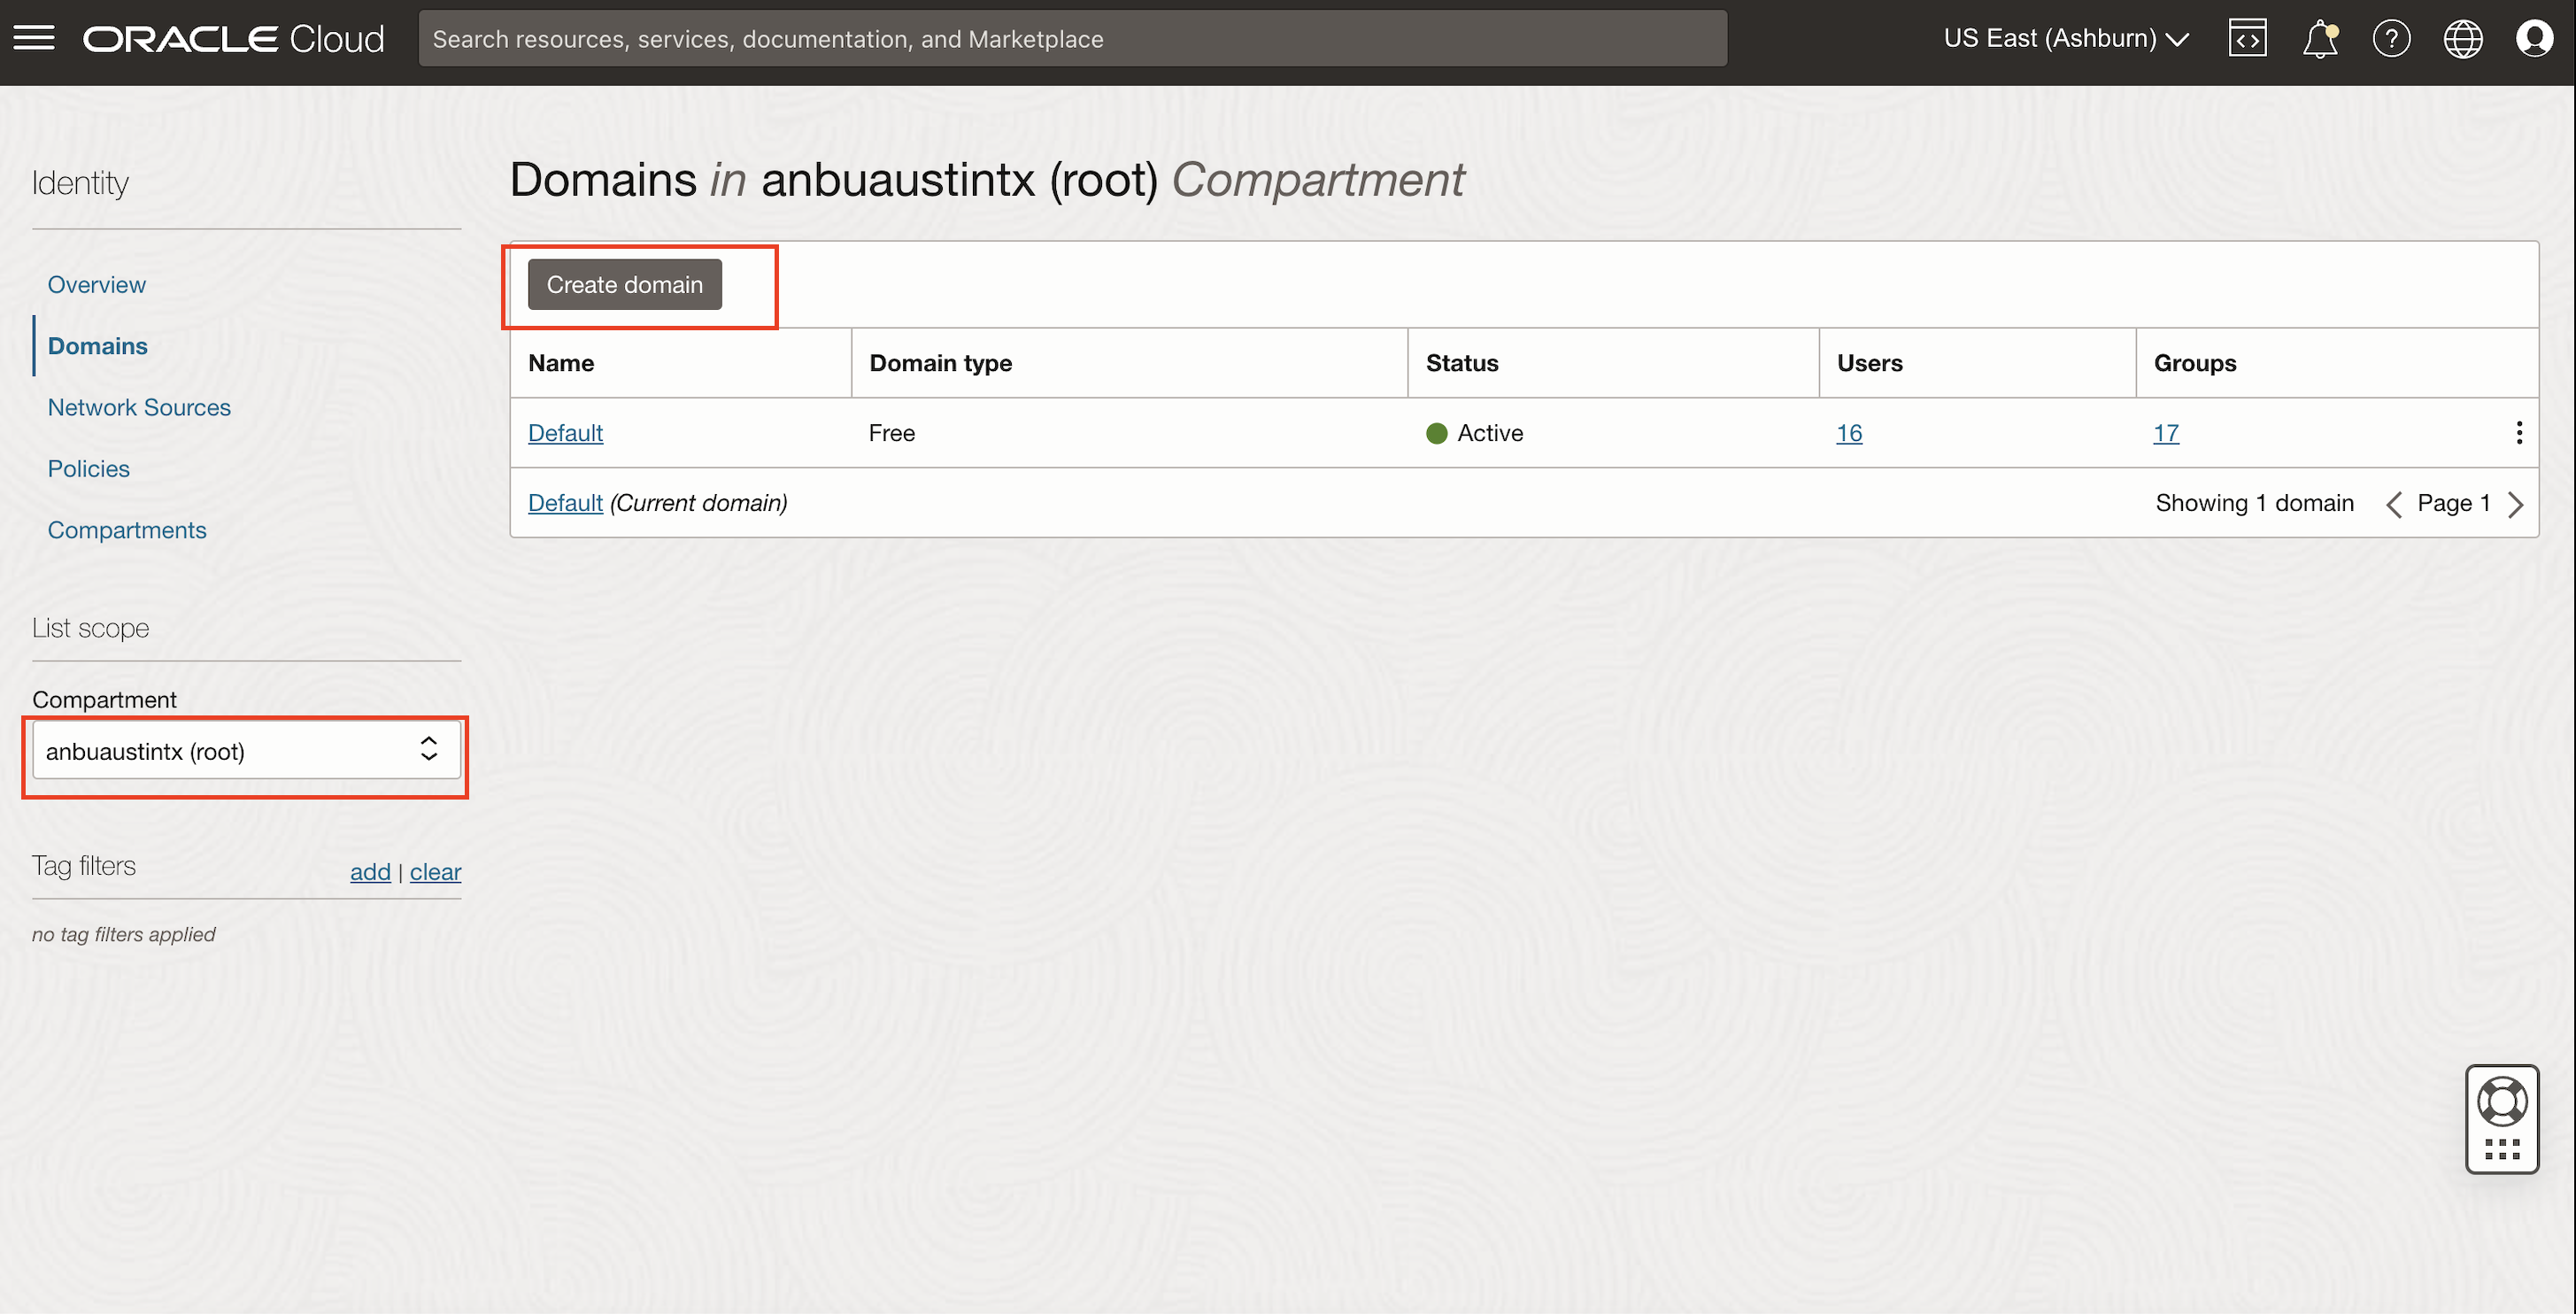 ORACLE Cloud
Search resources, services, documentation, and Marketplace
US East (Ashburn)
Identity
Overview
Domains
Network Sources
Policies
Compartments
List scope
Compartment
anbuaustintx (root)
Tag filters
add | clear
no tag filters applied
Domains in anbuaustintx (root) Compartment
Create domain
Name Domain type Status Users Groups
Default Free Active 16 17
Default (Current domain) Showing 1 domain Page 1